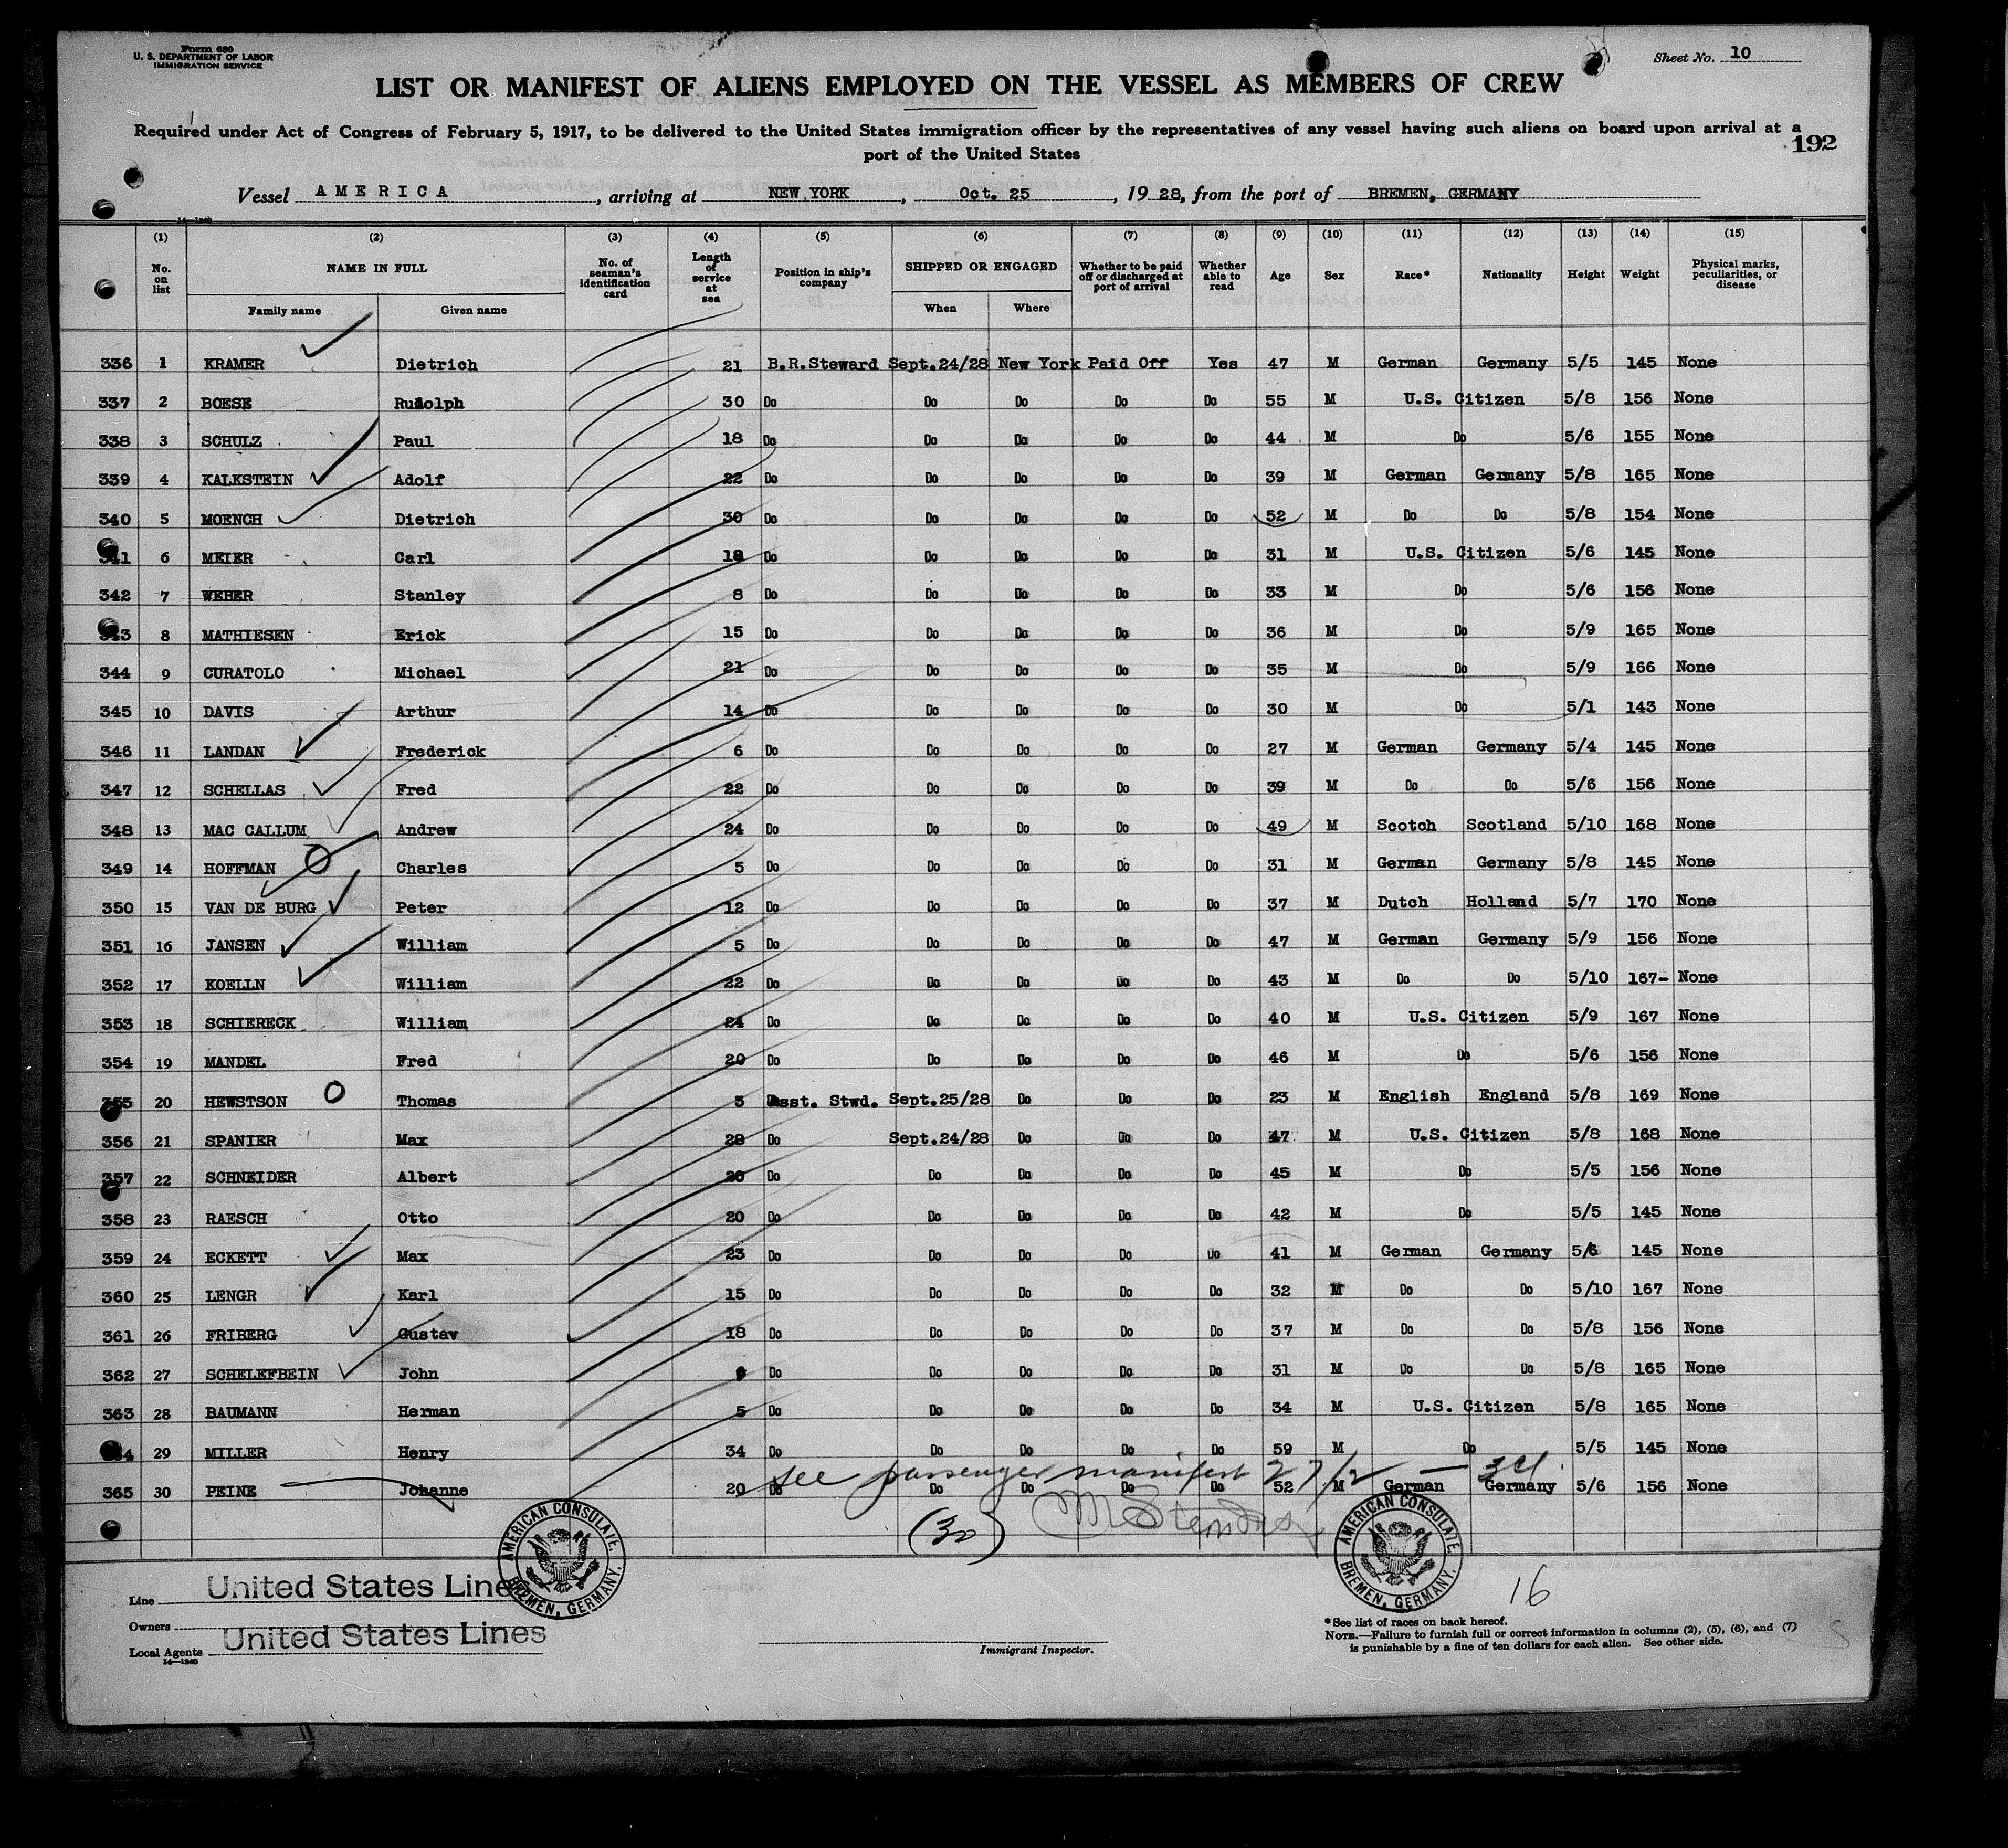 Form 680
U. S. DEPARTMENT OF LABOR
IMMIGRATION SERVICE
Sheet No. 10
LIST OR MANIFEST OF ALIENS EMPLOYED ON THE VESSEL AS MEMBERS OF CREW
Required under Act of Congress of February 5, 1917, to be delivered to the United States immigration officer by the representatives of any vessel having such aliens on board upon arrival at a
port of the United States
192
Vessel AMERICA, arriving at NEW YORK, Oct. 25, 1928, from the port of BREMEN, GERMANY
14—1240
(1) (2) (3) (4) (5) (6) (7) (8) (9) (10) (11) (12) (13) (14) (15)
No. on list NAME IN FULL Family name Given name No. of seaman's identification card Length of service at sea Position in ship's company SHIPPED OR ENGAGED When Where Whether to be paid off or discharged at port of arrival Whether able to read Age Sex Race* Nationality Height Weight Physical marks, peculiarities, or disease
336 1 KRAMER Dietrich 21 B.R.Steward Sept.24/28 New York Paid Off Yes 47 M German Germany 5/5 145 None
337 2 BOESE Rudolph 30 Do Do Do Do Do 55 M U.S. Citizen 5/8 156 None
338 3 SCHULZ Paul 18 Do Do Do Do Do 44 M Do 5/6 155 None
339 4 KALKSTEIN Adolf 22 Do Do Do Do Do 39 M German Germany 5/8 165 None
340 5 MOENCH Dietrich 30 Do Do Do Do Do 52 M Do Do 5/8 154 None
341 6 MEIER Carl Do Do Do Do Do 31 M U.S. Citizen 5/6 145 None
342 7 WEBER Stanley 8 Do Do Do Do Do 33 M Do 5/6 156 None
343 8 MATHIESEN Erick 15 Do Do Do Do Do 36 M Do 5/9 165 None
344 9 CURATOLO Michael 21 Do Do Do Do Do 35 M Do 5/9 166 None
345 10 DAVIS Arthur 14 Do Do Do Do Do 30 M Do 5/1 143 None
346 11 LANDAN Frederick 6 Do Do Do Do Do 27 M German Germany 5/4 145 None
347 12 SCHELLAS Fred 22 Do Do Do Do Do 39 M Do Do 5/6 156 None
348 13 MAC CALLUM Andrew 24 Do Do Do Do Do 49 M Scotch Scotland 5/10 168 None
349 14 HOFFMAN Charles 5 Do Do Do Do Do 31 M German Germany 5/8 145 None
350 15 VAN DE BURG Peter 12 Do Do Do Do Do 37 M Dutch Holland 5/7 170 None
351 16 JANSEN William 5 Do Do Do Do Do 47 M German Germany 5/9 156 None
352 17 KOELLN William 22 Do Do Do Do Do 43 M Do Do 5/10 167- None
353 18 SCHIERECK William 24 Do Do Do Do Do 40 M U.S. Citizen 5/9 167 None
354 19 MANDEL Fred 20 Do Do Do Do Do 46 M Do 5/6 156 None
355 20 HEWSTSON Thomas 5 Asst. Stwd. Sept.25/28 Do Do Do 23 M English England 5/8 169 None
356 21 SPANIER Max 28 Do Sept.24/28 Do Do Do 47 M U.S. Citizen 5/8 168 None
357 22 SCHNEIDER Albert 20 Do Do Do Do Do 45 M Do 5/5 156 None
358 23 RAESCH Otto 20 Do Do Do Do Do 42 M Do 5/5 145 None
359 24 ECKETT Max 23 Do Do Do Do Do 41 M German Germany 5/6 145 None
360 25 LENGR Karl 15 Do Do Do Do Do 32 M Do Do 5/10 167 None
361 26 FRIBERG Gustav 18 Do Do Do Do Do 37 M Do Do 5/8 156 None
362 27 SCHELEFBEIN John Do Do Do Do Do 31 M Do Do 5/8 165 None
363 28 BAUMANN Herman 5 Do Do Do Do Do 34 M U.S. Citizen 5/8 165 None
364 29 MILLER Henry 34 Do Do Do Do Do 59 M Do 5/5 145 None
see passenger manifest 27/2 -
365 30 PEINE Johanne 20 Do Do Do Do Do 52 M German Germany 5/6 156 None
(30)
AMERICAN CONSULATE. BREMEN, GERMANY.
AMERICAN CONSULATE. BREMEN, GERMANY.
16
Line United States Lines
Owners
Local Agents United States Lines
14—1240
Immigrant Inspector.
*See list of races on back hereof.
NOTE.—Failure to furnish full or correct information in columns (2), (5), (6), and (7)
is punishable by a fine of ten dollars for each alien. See other side.